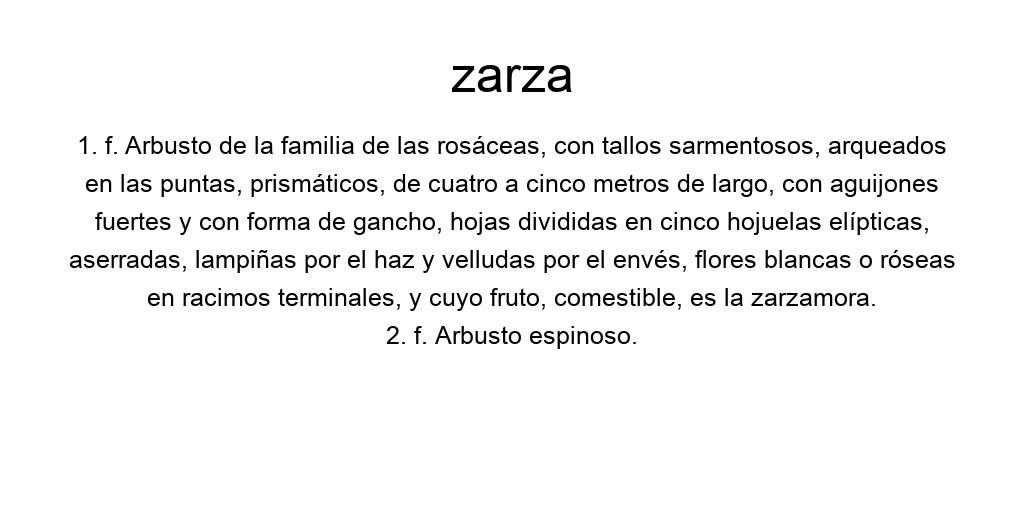 zarza
1. f. Arbusto de la familia de las rosáceas, con tallos sarmentosos, arqueados
en las puntas, prismáticos, de cuatro a cinco metros de largo, con aguijones
fuertes y con forma de gancho, hojas divididas en cinco hojuelas elípticas,
aserradas, lampiñas por el haz y velludas por el envés, flores blancas o róseas
en racimos terminales, y cuyo fruto, comestible, es la zarzamora.
2. f. Arbusto espinoso.